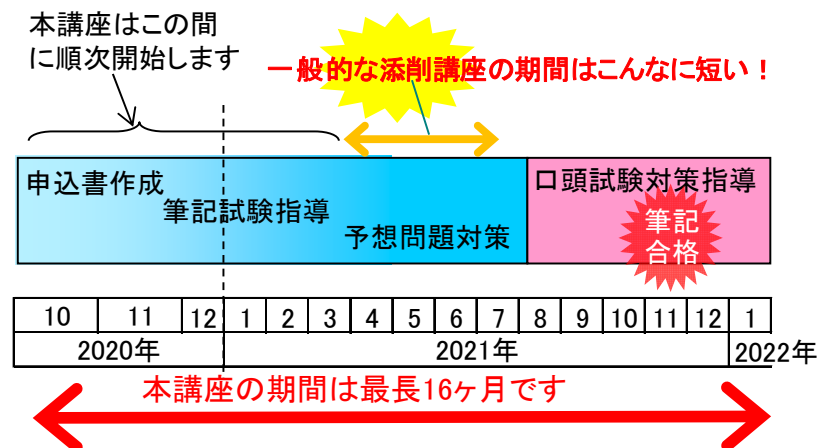 本講座はこの間
に順次開始します
一般的な添削講座の期間はこんなに短い！
申込書作成
筆記試験指導
予想問題対策
口頭試験対策指導
筆記
合格
10 11 12 1 2 3 4 5 6 7 8 9 10 11 12 1
2020年 2021年 2022年
本講座の期間は最長16ヶ月です